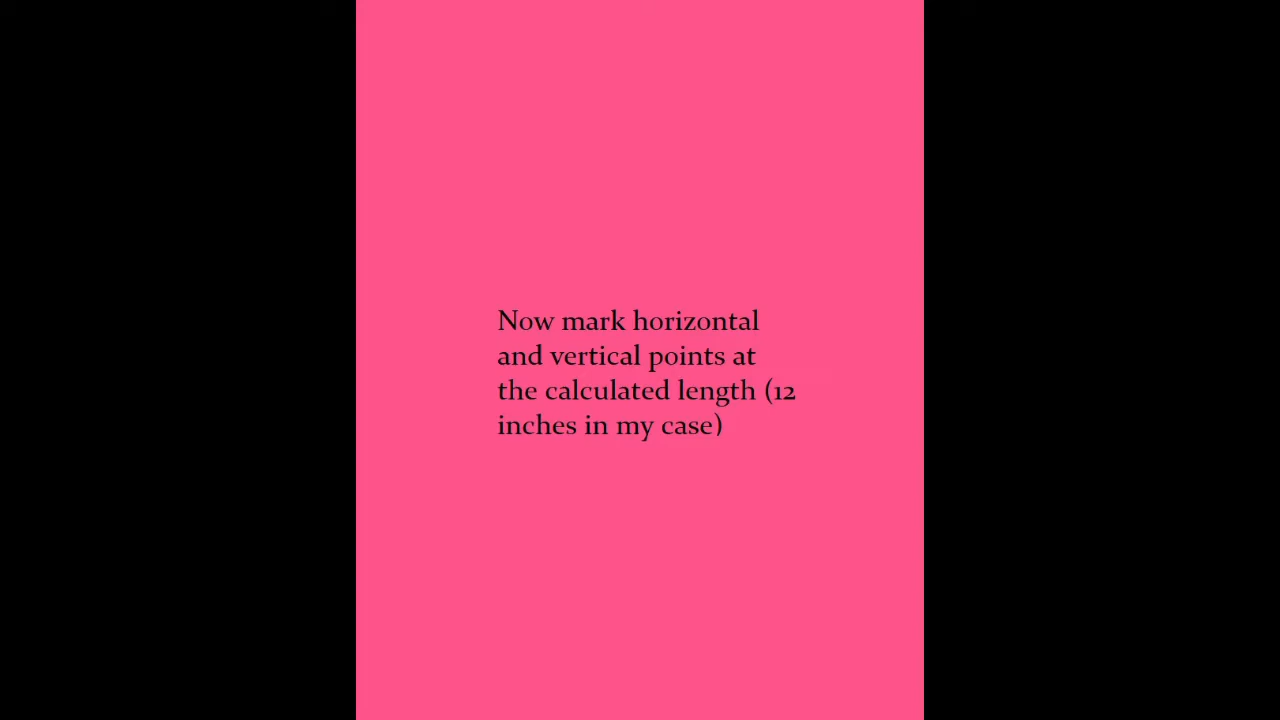 Now mark horizontal
and vertical points at
the calculated length (12
inches in my case)